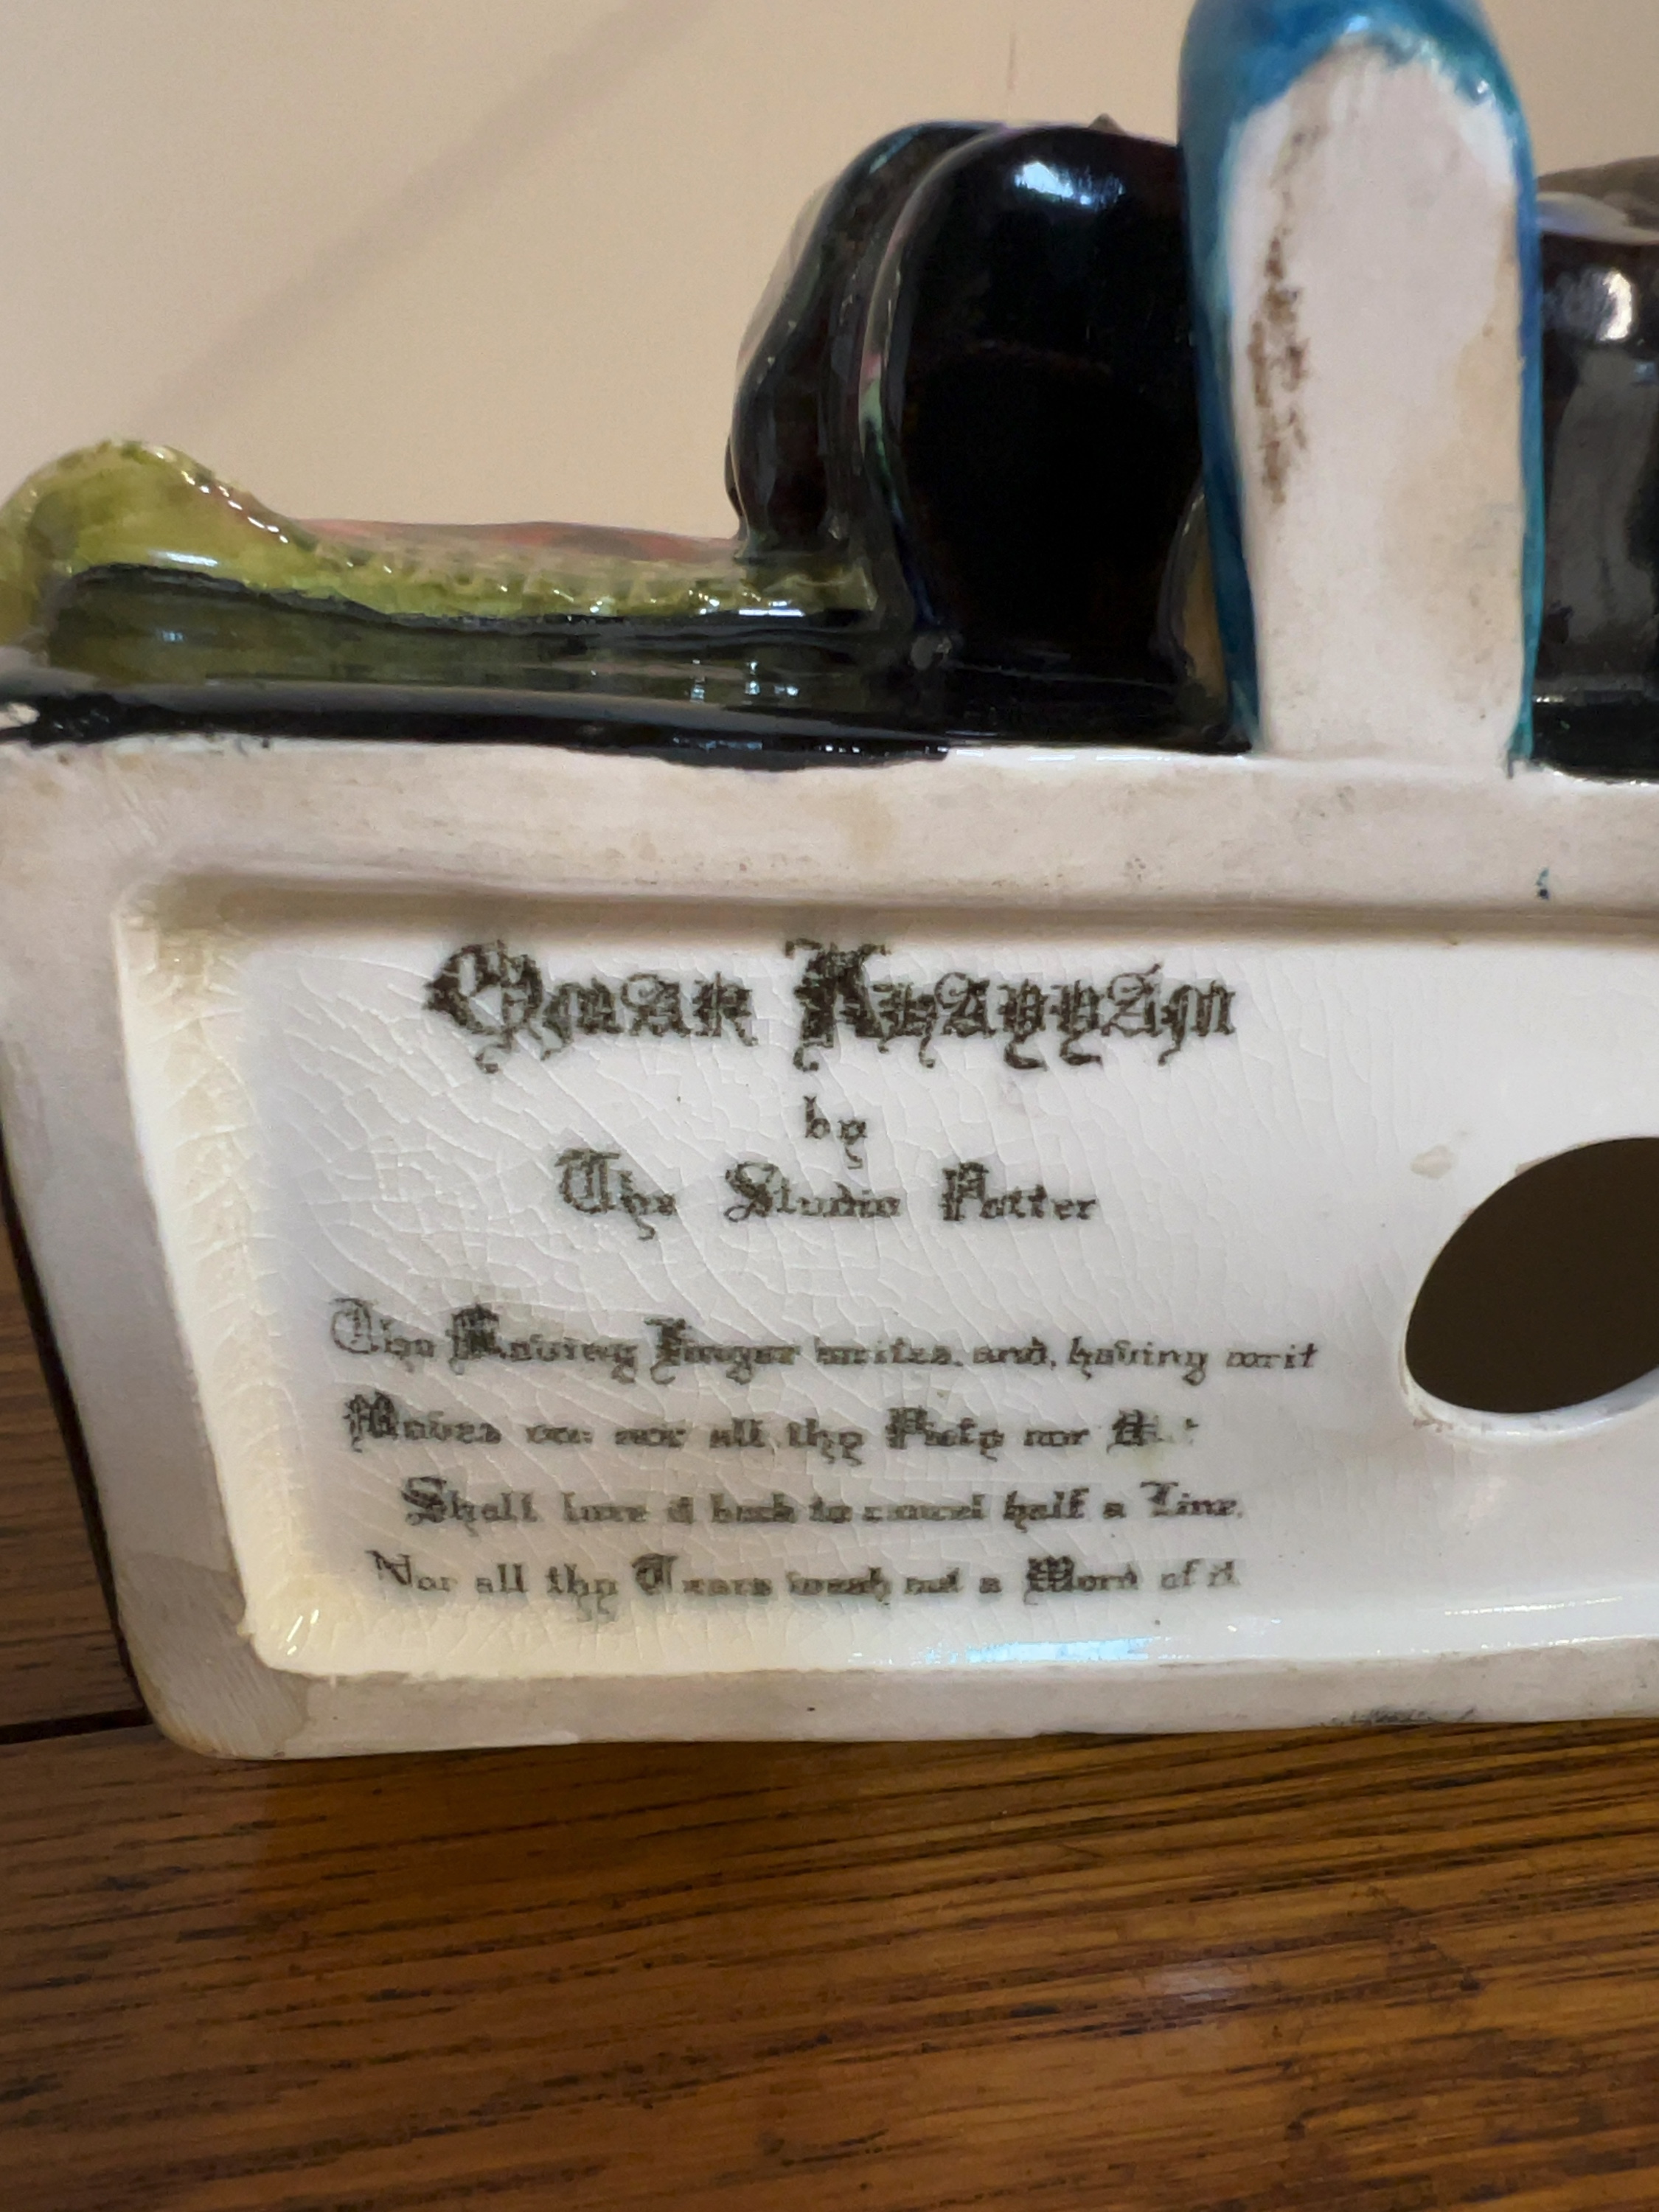 Omar Khayyam
by
The Studio Potter
The Moving Finger writes, and, having writ
Moves on: nor all thy Piety nor
Shall lure it back to cancel half a Line,
Nor all thy Tears wash out a Word of it